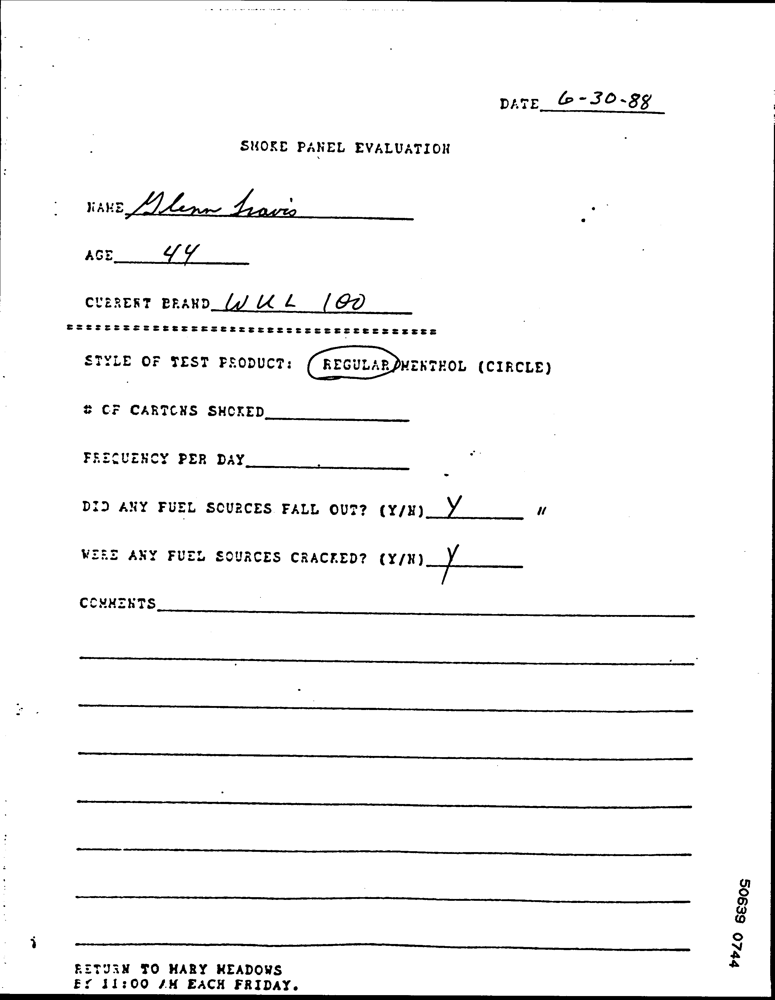 DATE 6-30-88
SMOKE PANEL EVALUATION
NAME Glenn Travis
AGE 44
CURRENT BRAND WUL 100
======================================
STYLE OF TEST PRODUCT: REGULAR/MENTHOL (CIRCLE)
# OF CARTONS SMOKED
FREQUENCY PER DAY
DID ANY FUEL SOURCES FALL OUT? (Y/N) Y "
WERE ANY FUEL SOURCES CRACKED? (Y/N) Y
COMMENTS
RETURN TO MARY MEADOWS
BY 11:00 AM EACH FRIDAY.
50639 0744